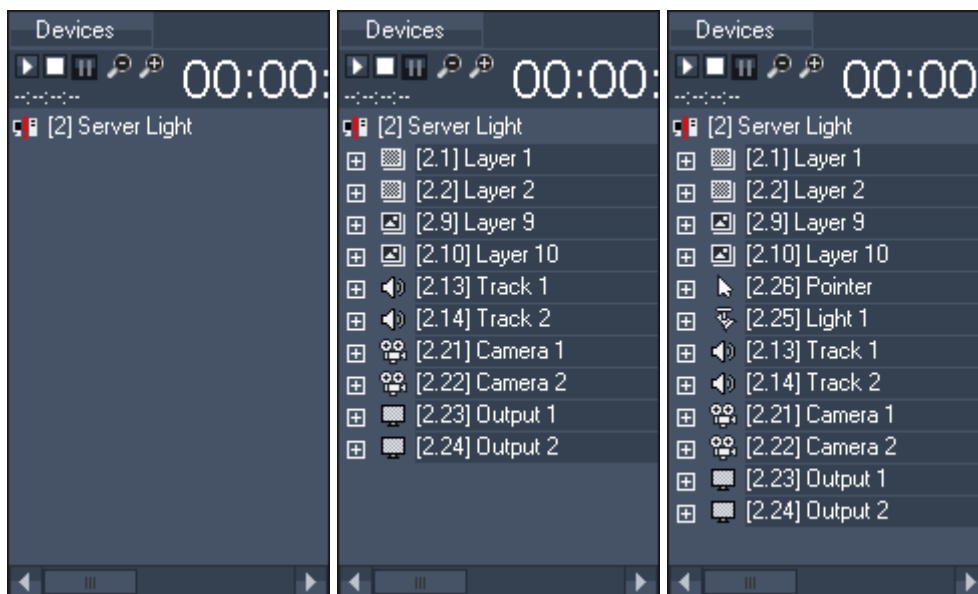 Devices
00:00:
--:--:--:--
[2] Server Light
Devices
00:00:
--:--:--:--
[2] Server Light
[2.1] Layer 1
[2.2] Layer 2
[2.9] Layer 9
[2.10] Layer 10
[2.13] Track 1
[2.14] Track 2
[2.21] Camera 1
[2.22] Camera 2
[2.23] Output 1
[2.24] Output 2
Devices
00:00
--:--:--:--
[2] Server Light
[2.1] Layer 1
[2.2] Layer 2
[2.9] Layer 9
[2.10] Layer 10
[2.26] Pointer
[2.25] Light 1
[2.13] Track 1
[2.14] Track 2
[2.21] Camera 1
[2.22] Camera 2
[2.23] Output 1
[2.24] Output 2